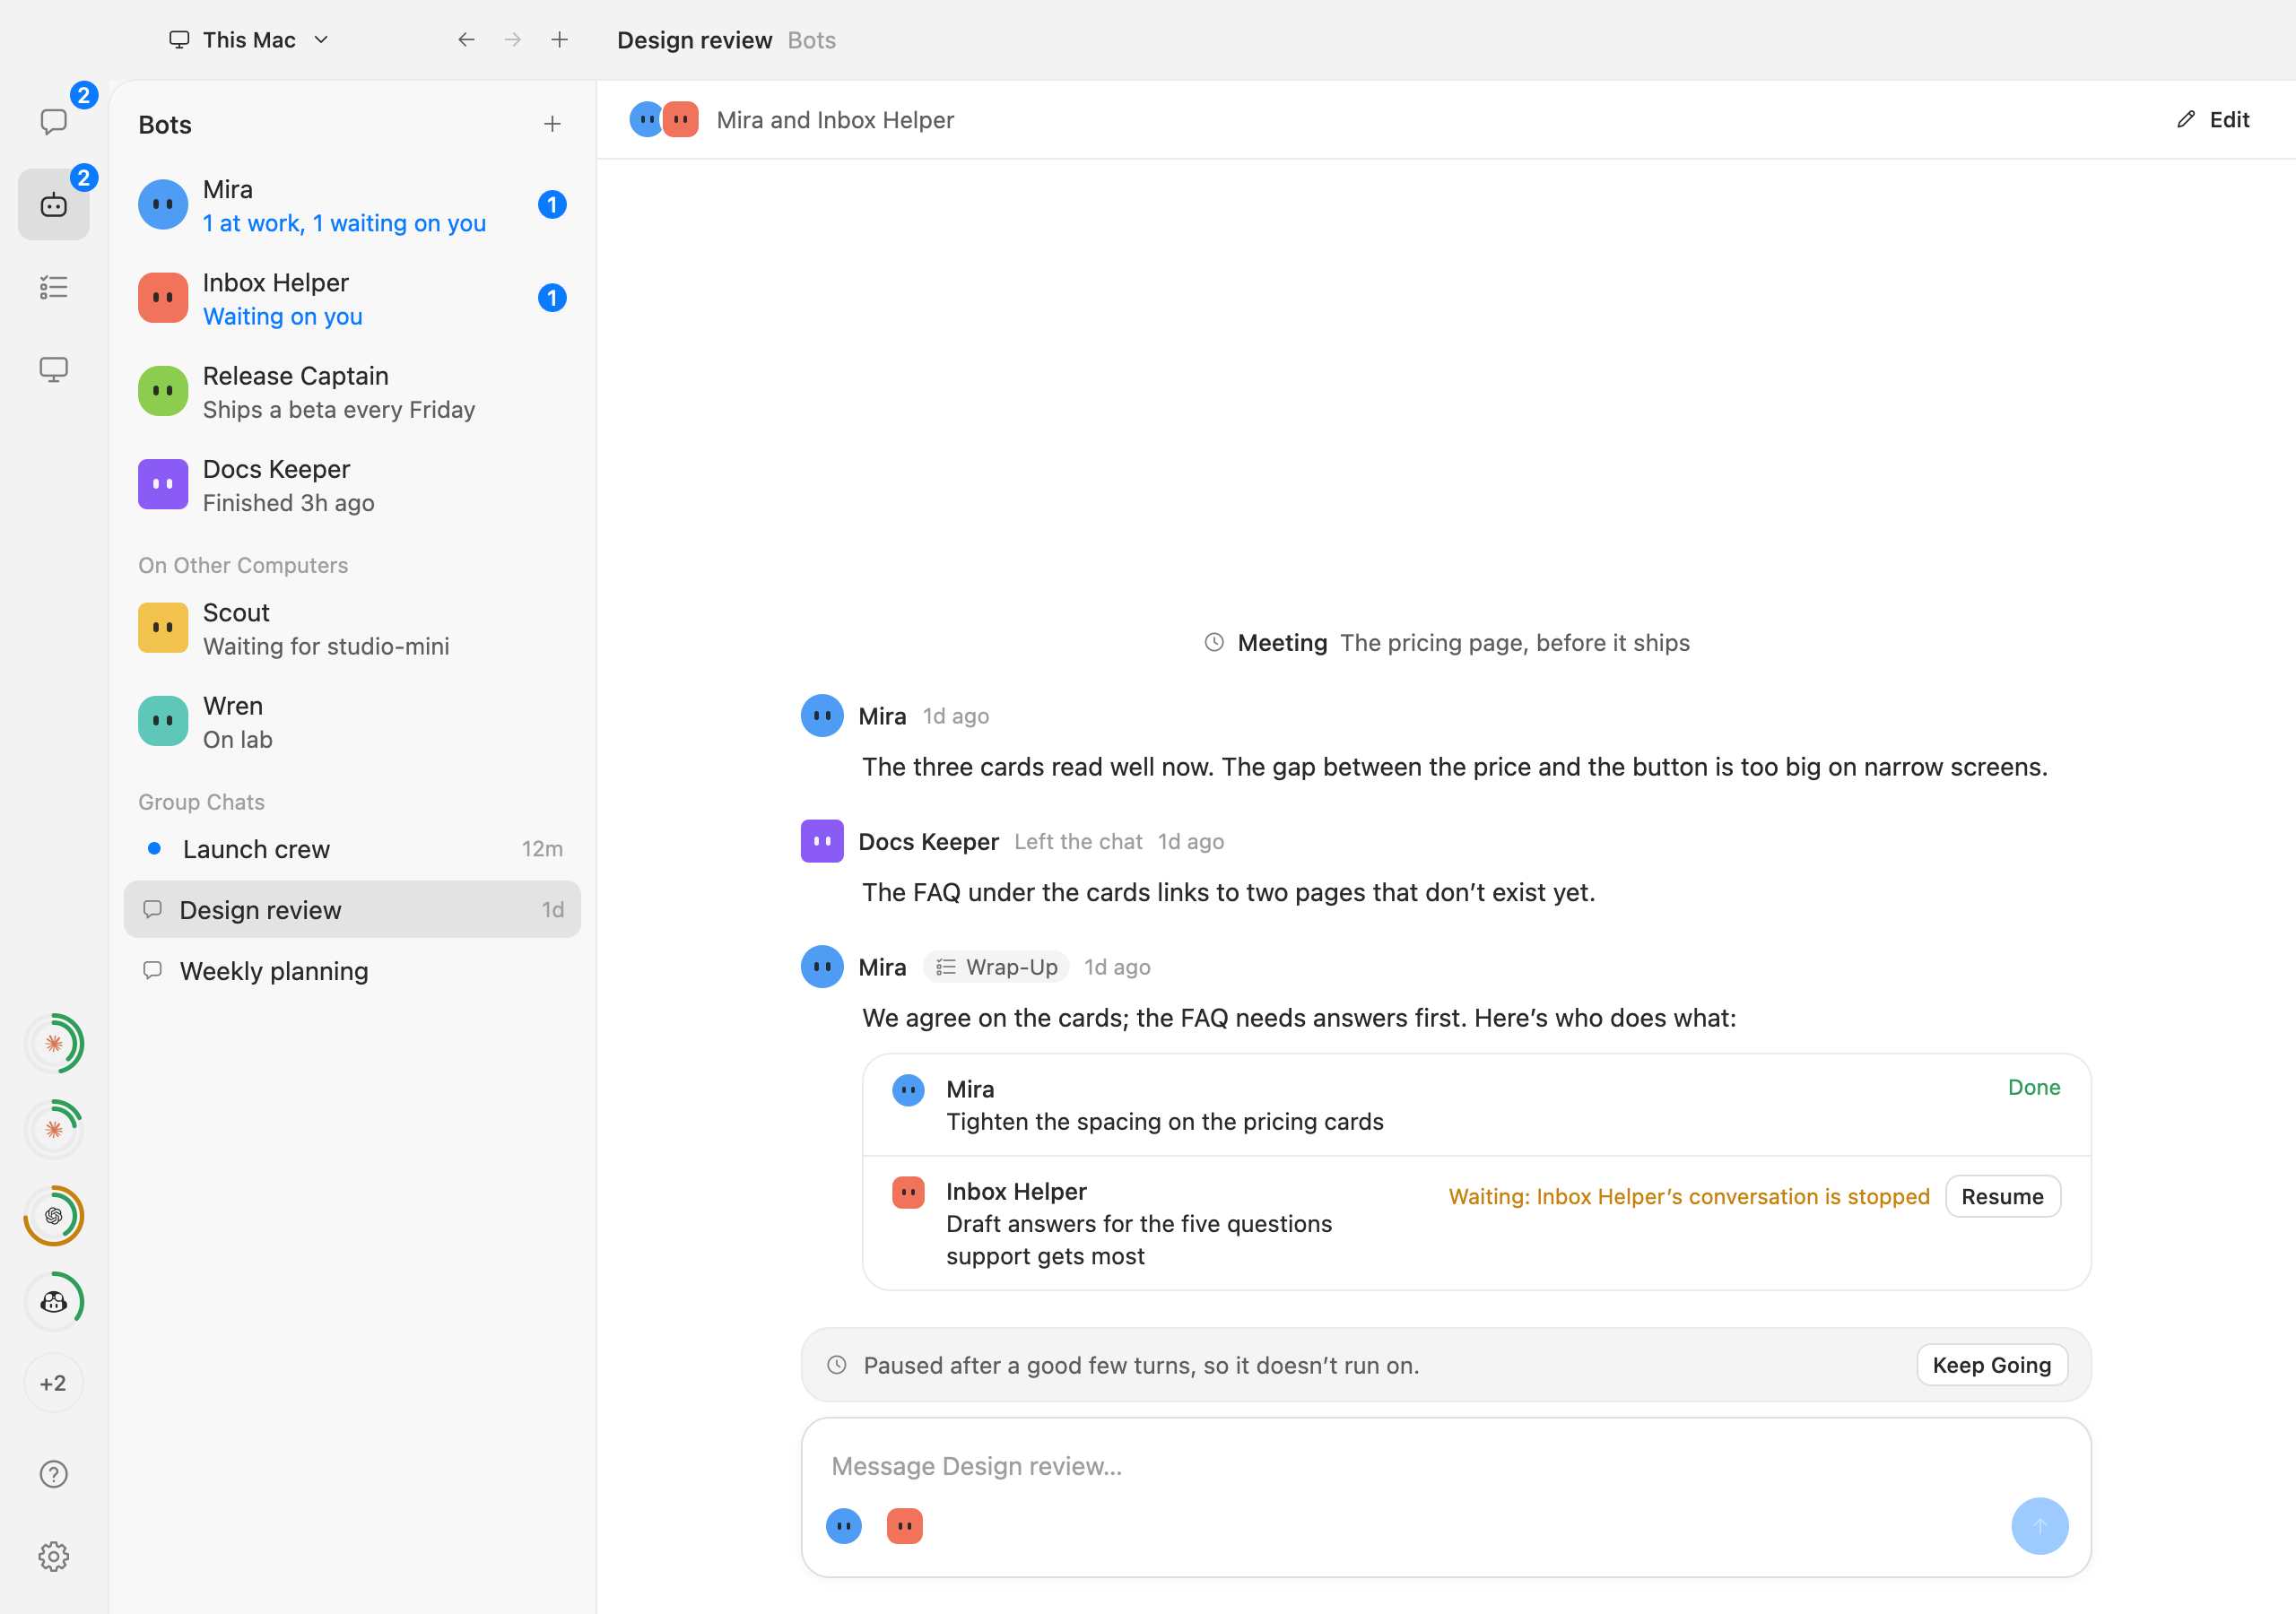 This Mac
Design review Bots
2
2
Bots
Mira
1 at work, 1 waiting on you
1
Inbox Helper
Waiting on you
1
Release Captain
Ships a beta every Friday
Docs Keeper
Finished 3h ago
On Other Computers
Scout
Waiting for studio-mini
Wren
On lab
Group Chats
Launch crew 12m
Design review 1d
Weekly planning
+2
Mira and Inbox Helper
Edit
Meeting The pricing page, before it ships
Mira 1d ago
The three cards read well now. The gap between the price and the button is too big on narrow screens.
Docs Keeper Left the chat 1d ago
The FAQ under the cards links to two pages that don’t exist yet.
Mira Wrap-Up 1d ago
We agree on the cards; the FAQ needs answers first. Here’s who does what:
Mira
Done
Tighten the spacing on the pricing cards
Inbox Helper
Waiting: Inbox Helper’s conversation is stopped Resume
Draft answers for the five questions
support gets most
Paused after a good few turns, so it doesn’t run on. Keep Going
Message Design review…